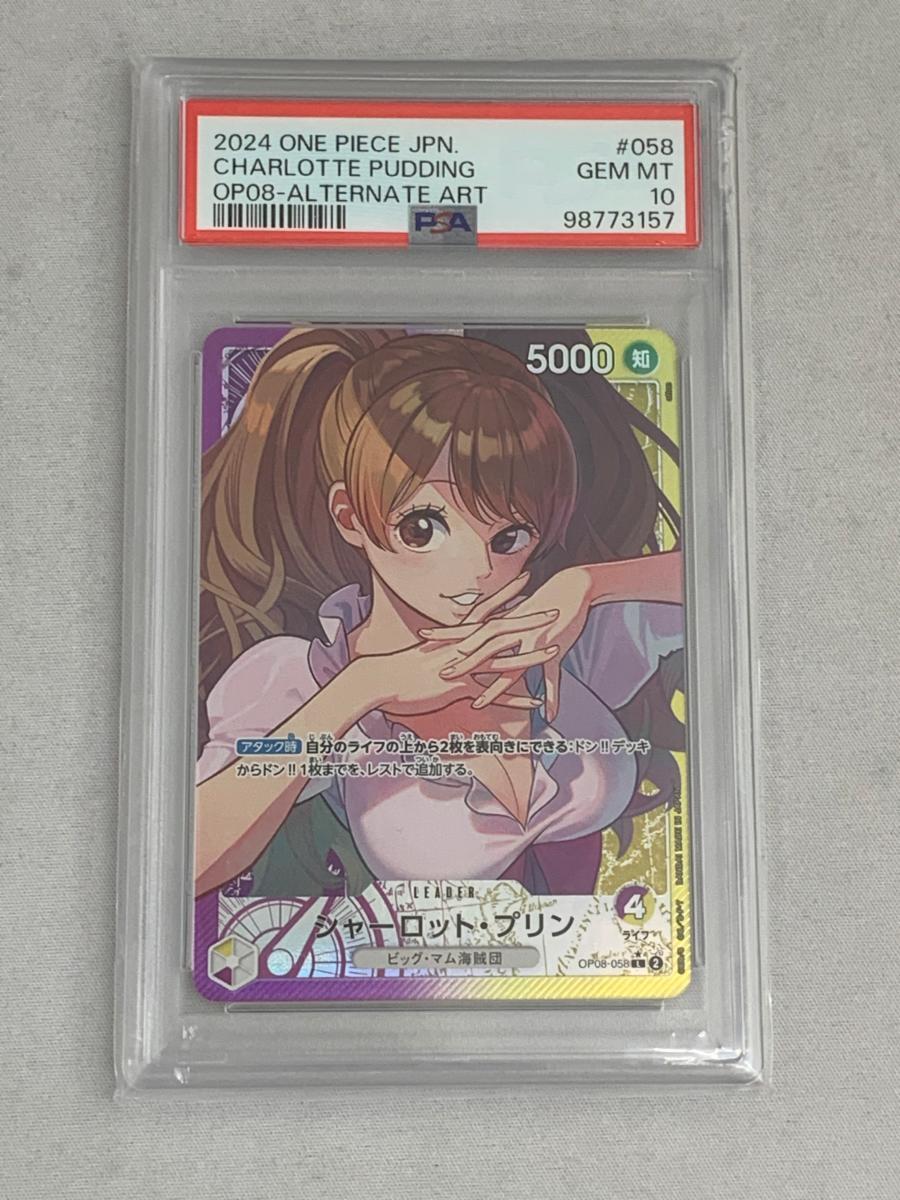 2024 ONE PIECE JPN.
#058
CHARLOTTE PUDDING
GEM MT
OP08-ALTERNATE ART
10
PSA
98773157
5000 知
アタック時 自分のライフの上から2枚を表向きにできる:ドン!!デッキ
からドン!!1枚までを、レストで追加する。
LEADER
シャーロット・プリン
4
ライフ
ビッグ・マム海賊団
OP08-058 L 2